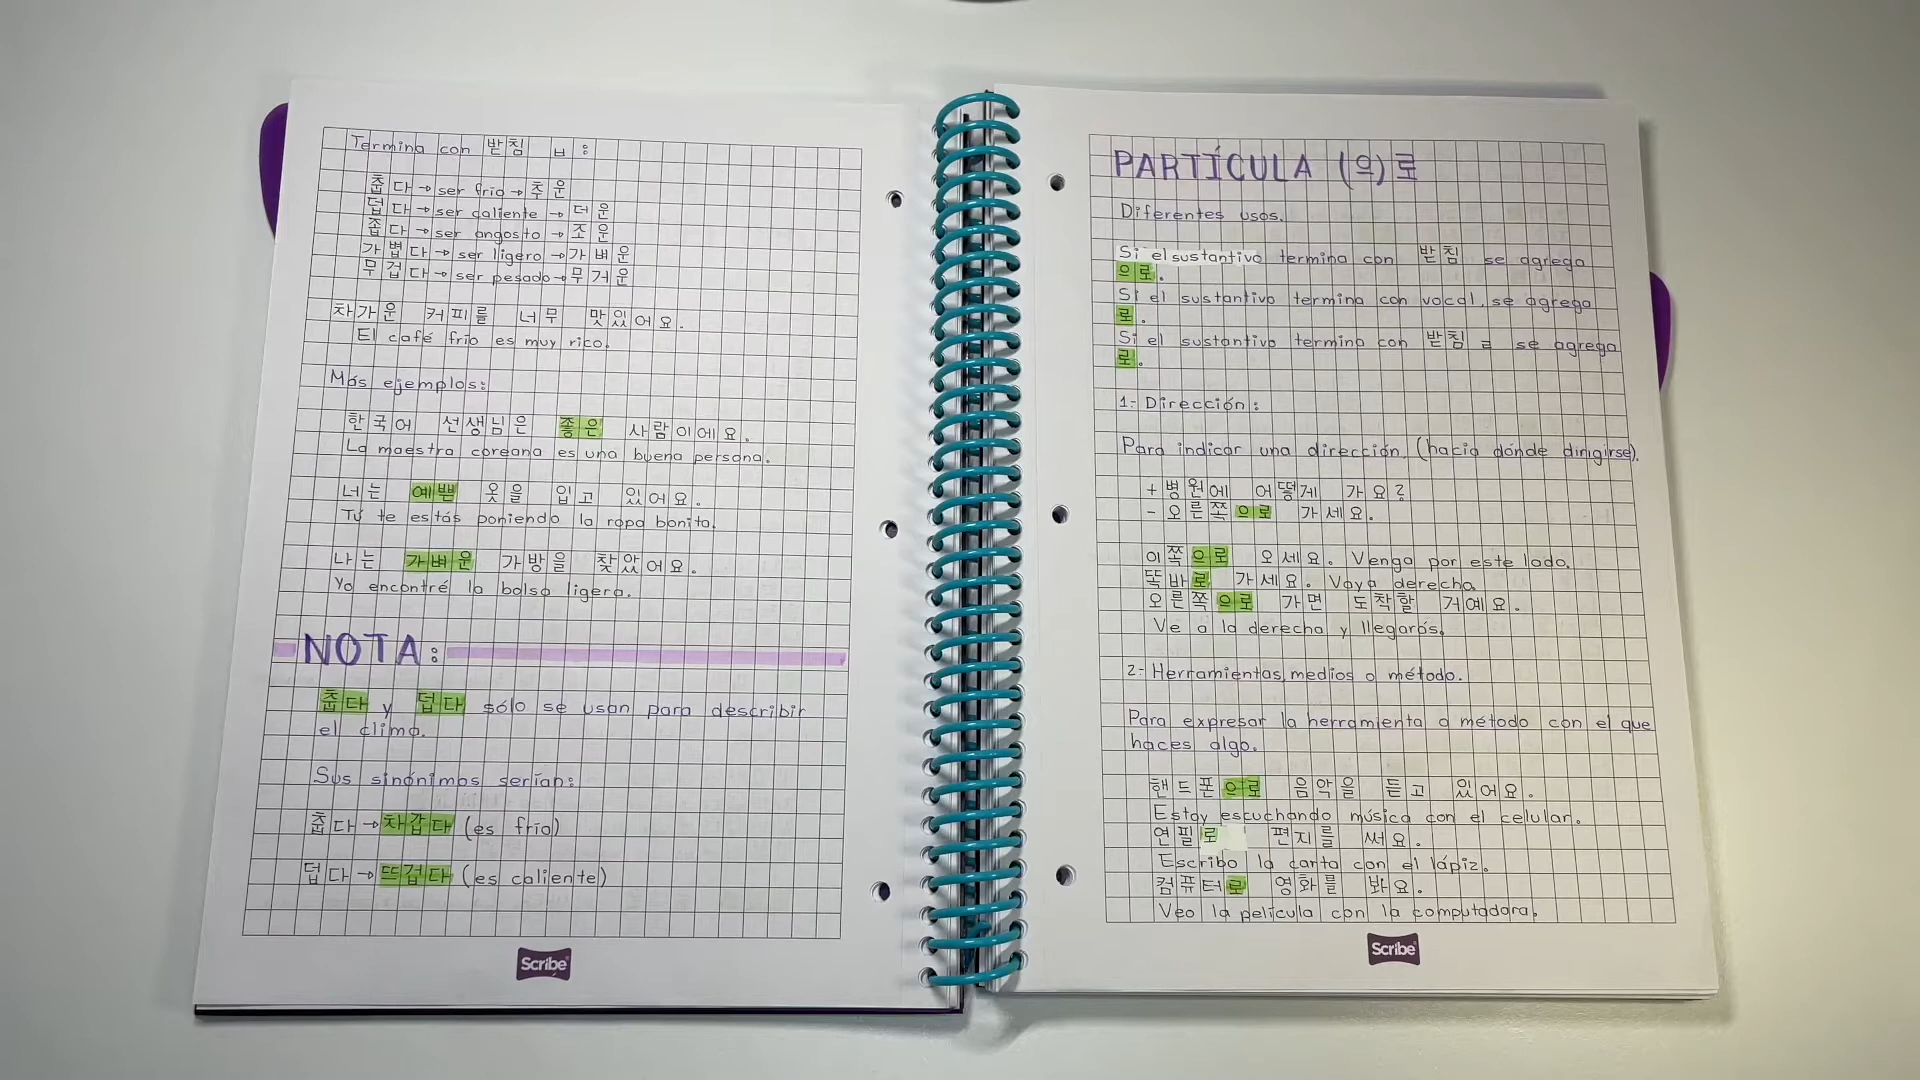 Termina con 받침 ㅂ:
춥다→ser frio→추운
덥다→ser caliente→더운
좁다→ser angosto→조운
가볍다→ser ligero→가벼운
무겁다→ser pesado→무거운
차가운 커피를 너무 맛있어요.
El café frío es muy rico.
Más ejemplos:
한국어 선생님은 좋은 사람이에요.
La maestra coreana es una buena persona.
너는 예쁨 옷을 입고 있어요.
Tú te estás poniendo la ropa bonita.
나는 가벼운 가방을 찾았어요.
Yo encontré la bolsa ligera.
NOTA:
춥다 y 덥다 sólo se usan para describir
el clima.
Sus sinónimos serían:
춥다→차갑다 (es frío)
덥다→뜨겁다 (es caliente)
Scribe
PARTÍCULA (으)로
Diferentes usos.
Si el sustantivo termina con 받침 se agrega
으로.
Si el sustantivo termina con vocal, se agrega
로.
Si el sustantivo termina con 받침 ㄹ se agrega
로.
1- Dirección:
Para indicar una dirección. (hacia dónde dirigirse).
+ 병원에 어떻게 가요?
- 오른쪽으로 가세요.
이쪽으로 오세요. Venga por este lado.
똑바로 가세요. Vaya derecha
오른쪽으로 가면 도착할 거예요.
Ve a la derecha y llegarás.
2- Herramientas, medios o método.
Para expresar la herramienta o método con el que
haces algo.
핸드폰으로 음악을 듣고 있어요.
Estoy escuchando música con el celular.
연필로 편지를 써요.
Escribo la carta con el lápiz.
컴퓨터로 영화를 봐요.
Veo la película con la computadora.
Scribe